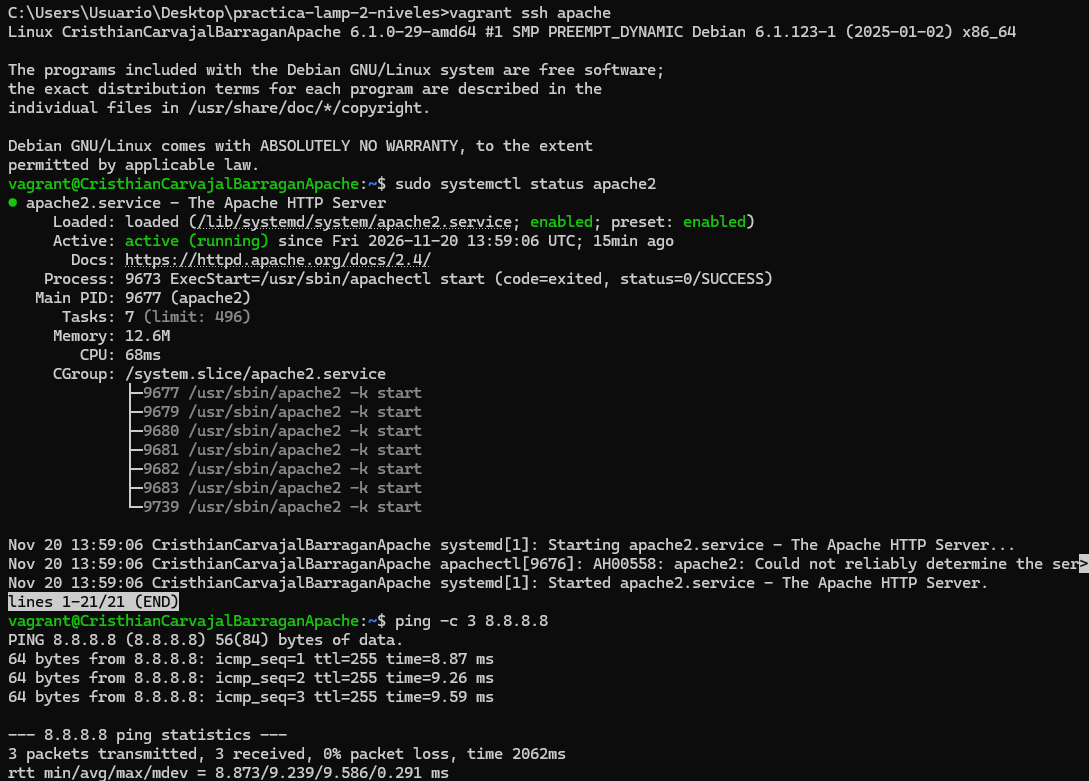 C:\Users\Usuario\Desktop\practica-lamp-2-niveles>vagrant ssh apache
Linux CristhianCarvajalBarraganApache 6.1.0-29-amd64 #1 SMP PREEMPT_DYNAMIC Debian 6.1.123-1 (2025-01-02) x86_64
The programs included with the Debian GNU/Linux system are free software;
the exact distribution terms for each program are described in the
individual files in /usr/share/doc/*/copyright.
Debian GNU/Linux comes with ABSOLUTELY NO WARRANTY, to the extent
permitted by applicable law.
vagrant@CristhianCarvajalBarraganApache:~$ sudo systemctl status apache2
● apache2.service - The Apache HTTP Server
Loaded: loaded (/lib/systemd/system/apache2.service; enabled; preset: enabled)
Active: active (running) since Fri 2026-11-20 13:59:06 UTC; 15min ago
Docs: https://httpd.apache.org/docs/2.4/
Process: 9673 ExecStart=/usr/sbin/apachectl start (code=exited, status=0/SUCCESS)
Main PID: 9677 (apache2)
Tasks: 7 (limit: 496)
Memory: 12.6M
CPU: 68ms
CGroup: /system.slice/apache2.service
├─9677 /usr/sbin/apache2 -k start
├─9679 /usr/sbin/apache2 -k start
├─9680 /usr/sbin/apache2 -k start
├─9681 /usr/sbin/apache2 -k start
├─9682 /usr/sbin/apache2 -k start
├─9683 /usr/sbin/apache2 -k start
└─9739 /usr/sbin/apache2 -k start
Nov 20 13:59:06 CristhianCarvajalBarraganApache systemd[1]: Starting apache2.service - The Apache HTTP Server...
Nov 20 13:59:06 CristhianCarvajalBarraganApache apachectl[9676]: AH00558: apache2: Could not reliably determine the ser>
Nov 20 13:59:06 CristhianCarvajalBarraganApache systemd[1]: Started apache2.service - The Apache HTTP Server.
lines 1-21/21 (END)
vagrant@CristhianCarvajalBarraganApache:~$ ping -c 3 8.8.8.8
PING 8.8.8.8 (8.8.8.8) 56(84) bytes of data.
64 bytes from 8.8.8.8: icmp_seq=1 ttl=255 time=8.87 ms
64 bytes from 8.8.8.8: icmp_seq=2 ttl=255 time=9.26 ms
64 bytes from 8.8.8.8: icmp_seq=3 ttl=255 time=9.59 ms
--- 8.8.8.8 ping statistics ---
3 packets transmitted, 3 received, 0% packet loss, time 2062ms
rtt min/avg/max/mdev = 8.873/9.239/9.586/0.291 ms